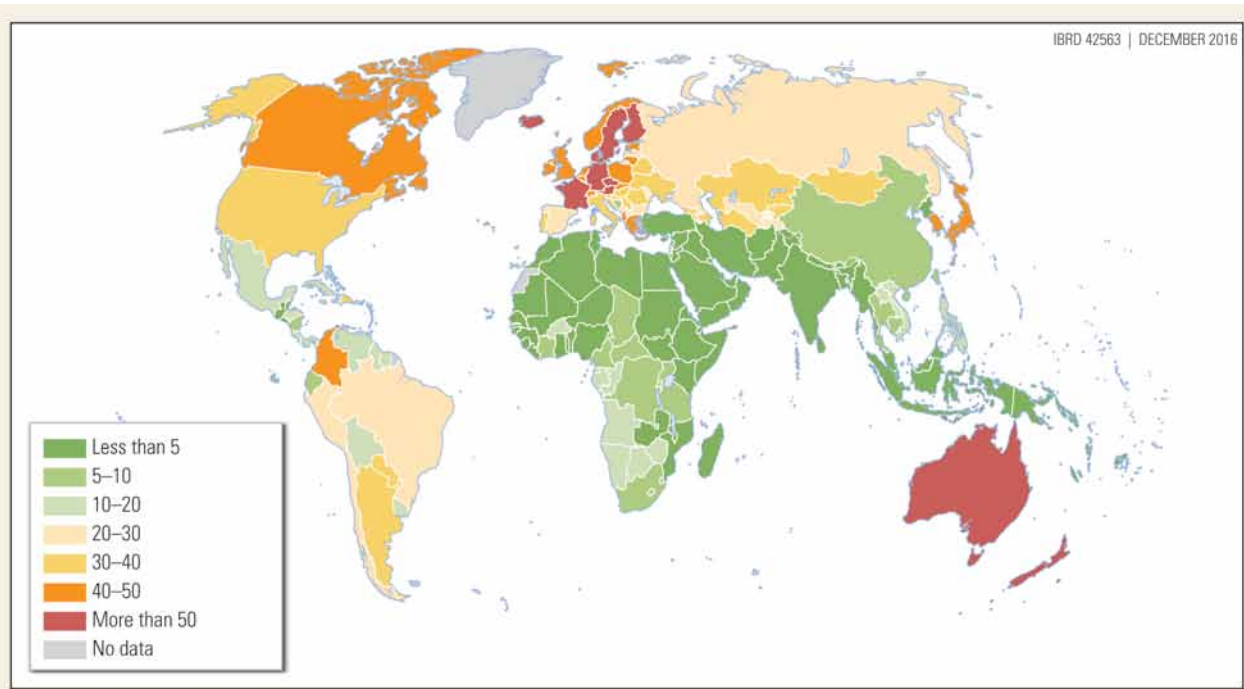 IBRD 42563 | DECEMBER 2016
Less than 5
5–10
10–20
20–30
30–40
40–50
More than 50
No data